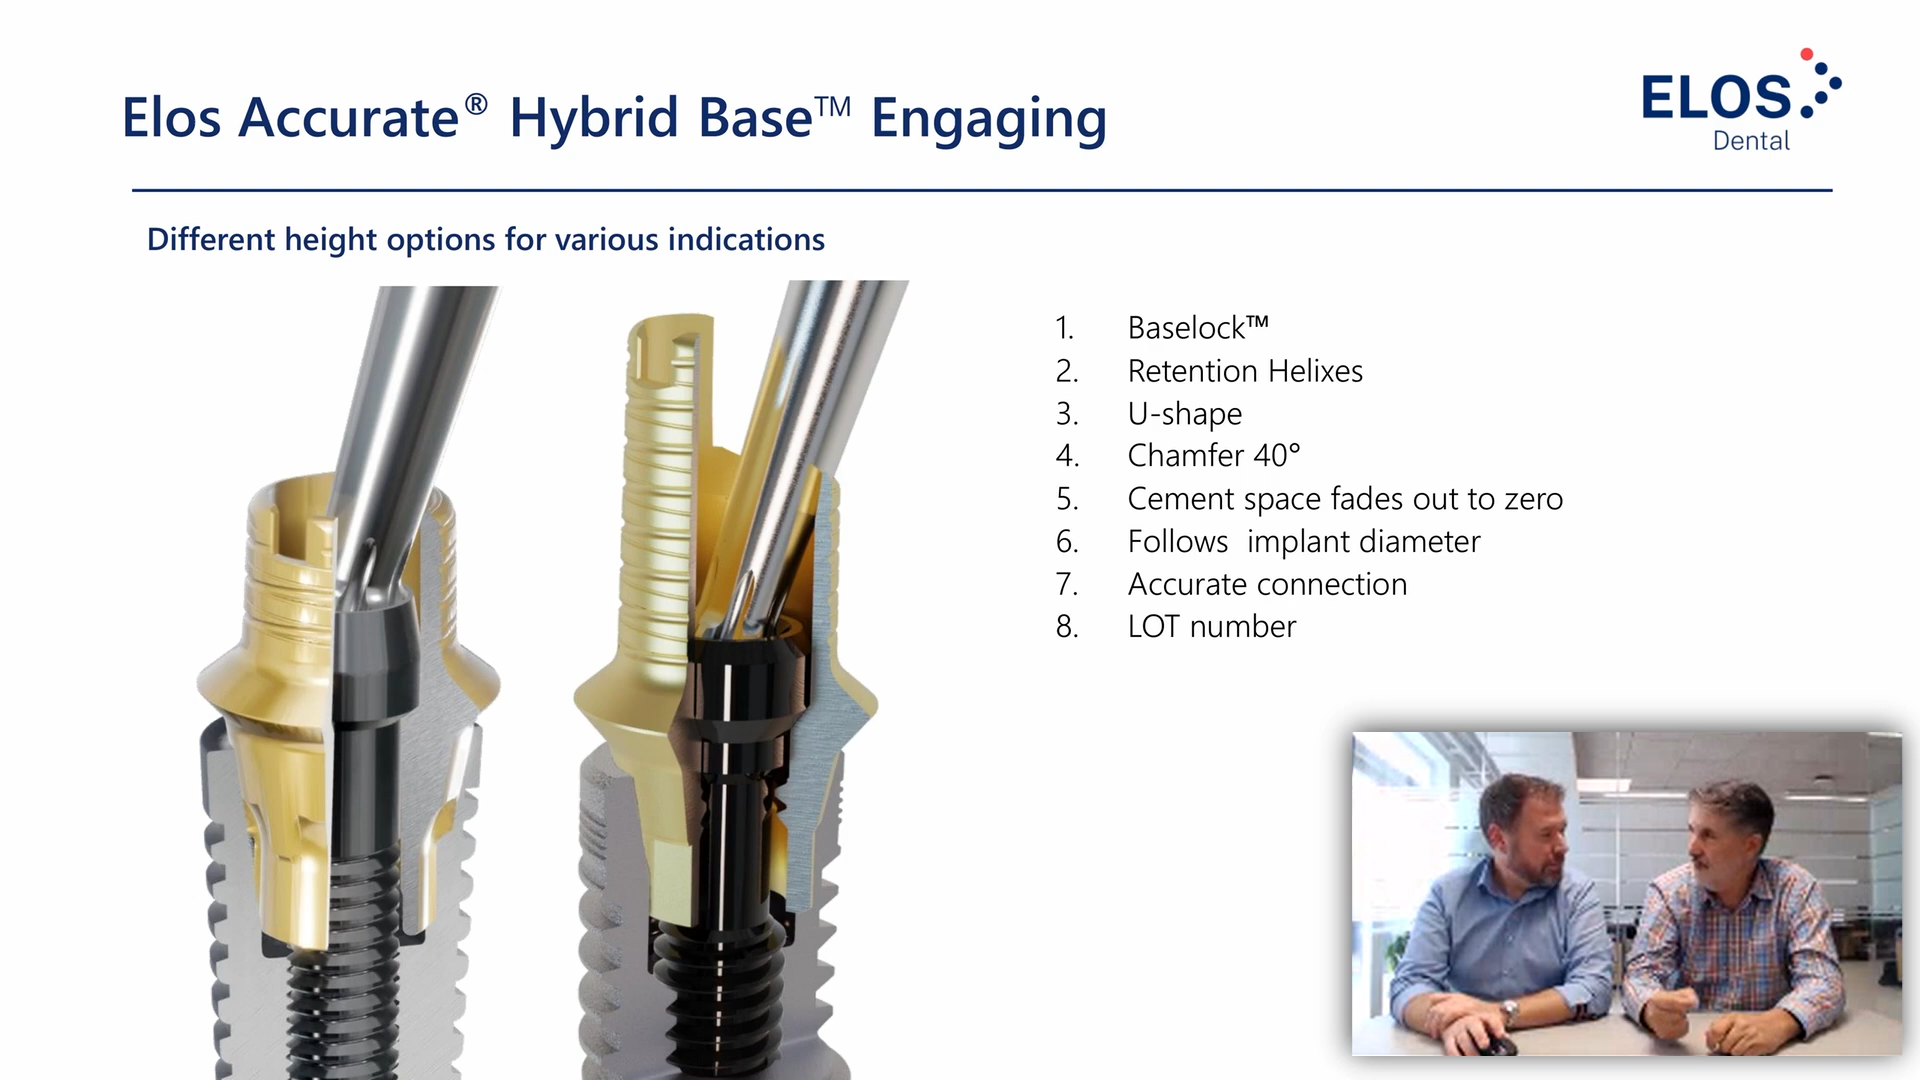 Elos Accurate® Hybrid Base™ Engaging
ELOS
Dental
Different height options for various indications
1. Baselock™
2. Retention Helixes
3. U-shape
4. Chamfer 40°
5. Cement space fades out to zero
6. Follows  implant diameter
7. Accurate connection
8. LOT number